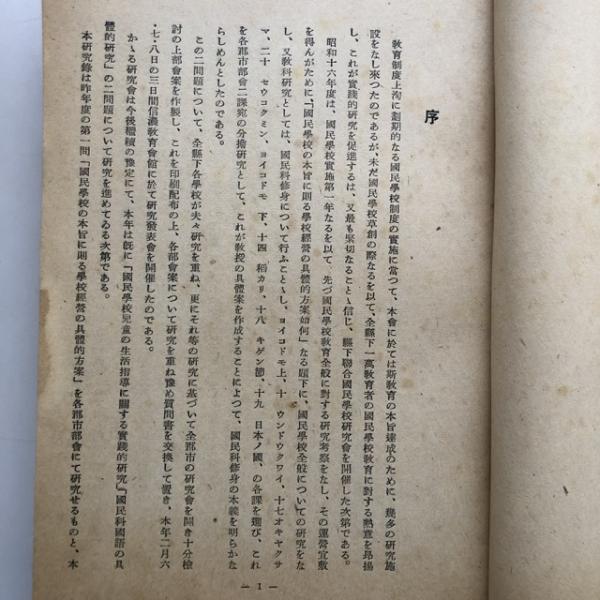 序
教育制度上洵に劃期的なる國民學校制度の實施に當つて、本會に於ては斯教育の本旨達成のために、幾多の研究施
設をなし來つたのであるが、未だ國民學校草創の際なるを以て、全縣下一萬教育者の國民學校教育に對する熱意を昂揚
し、これが實踐的研究を促進するは、又最も緊切なることゝ信じ、縣下聯合國民學校研究會を開催した次第である。
昭和十六年度は、國民學校實施第一年なるを以て、先づ國民學校教育全般に對する研究考察をなし、その運營宜敷
を得んがために、「國民學校の本旨に則る學校經營の具體的方案如何」なる題下に、國民學校全般についての研究をな
し、又教科研究としては、國民科修身について行ふことゝし、ヨイコドモ上、十 ウンドウクワイ、十七オキヤクサ
マ、二十 セウコクミン、ヨイコドモ 下、十四 稻カリ、十八 キゲン節、十九 日本ノ國、の各課を選び、これ
を各郡市部會二課宛の分擔研究として、これが教授の具體案を作成することによつて、國民科修身の本義を明らかな
らしめんとしたのである。
この二問題について、全縣下各學校が夫々研究を重ね、更にそれ等の研究に基づいて全郡市の研究會を開き十分檢
討の上部會案を作製し、これを印刷配布の上、各部會案について研究を重ね豫め質問書を交換して置き、本年二月六
・七・八日の三日間信濃教育會館に於て研究發表會を開催したのである。
かゝる研究會は今後繼續の豫定にて、本年は既に「國民學校兒童の生活指導に關する實踐的研究」「國民科國語の具
體的研究」の二問題について研究を進めてゐる次第である。
本研究錄は昨年度の第一問「國民學校の本旨に則る學校經營の具體的方案」を各郡市部會にて研究せるものと、本
— 1 —